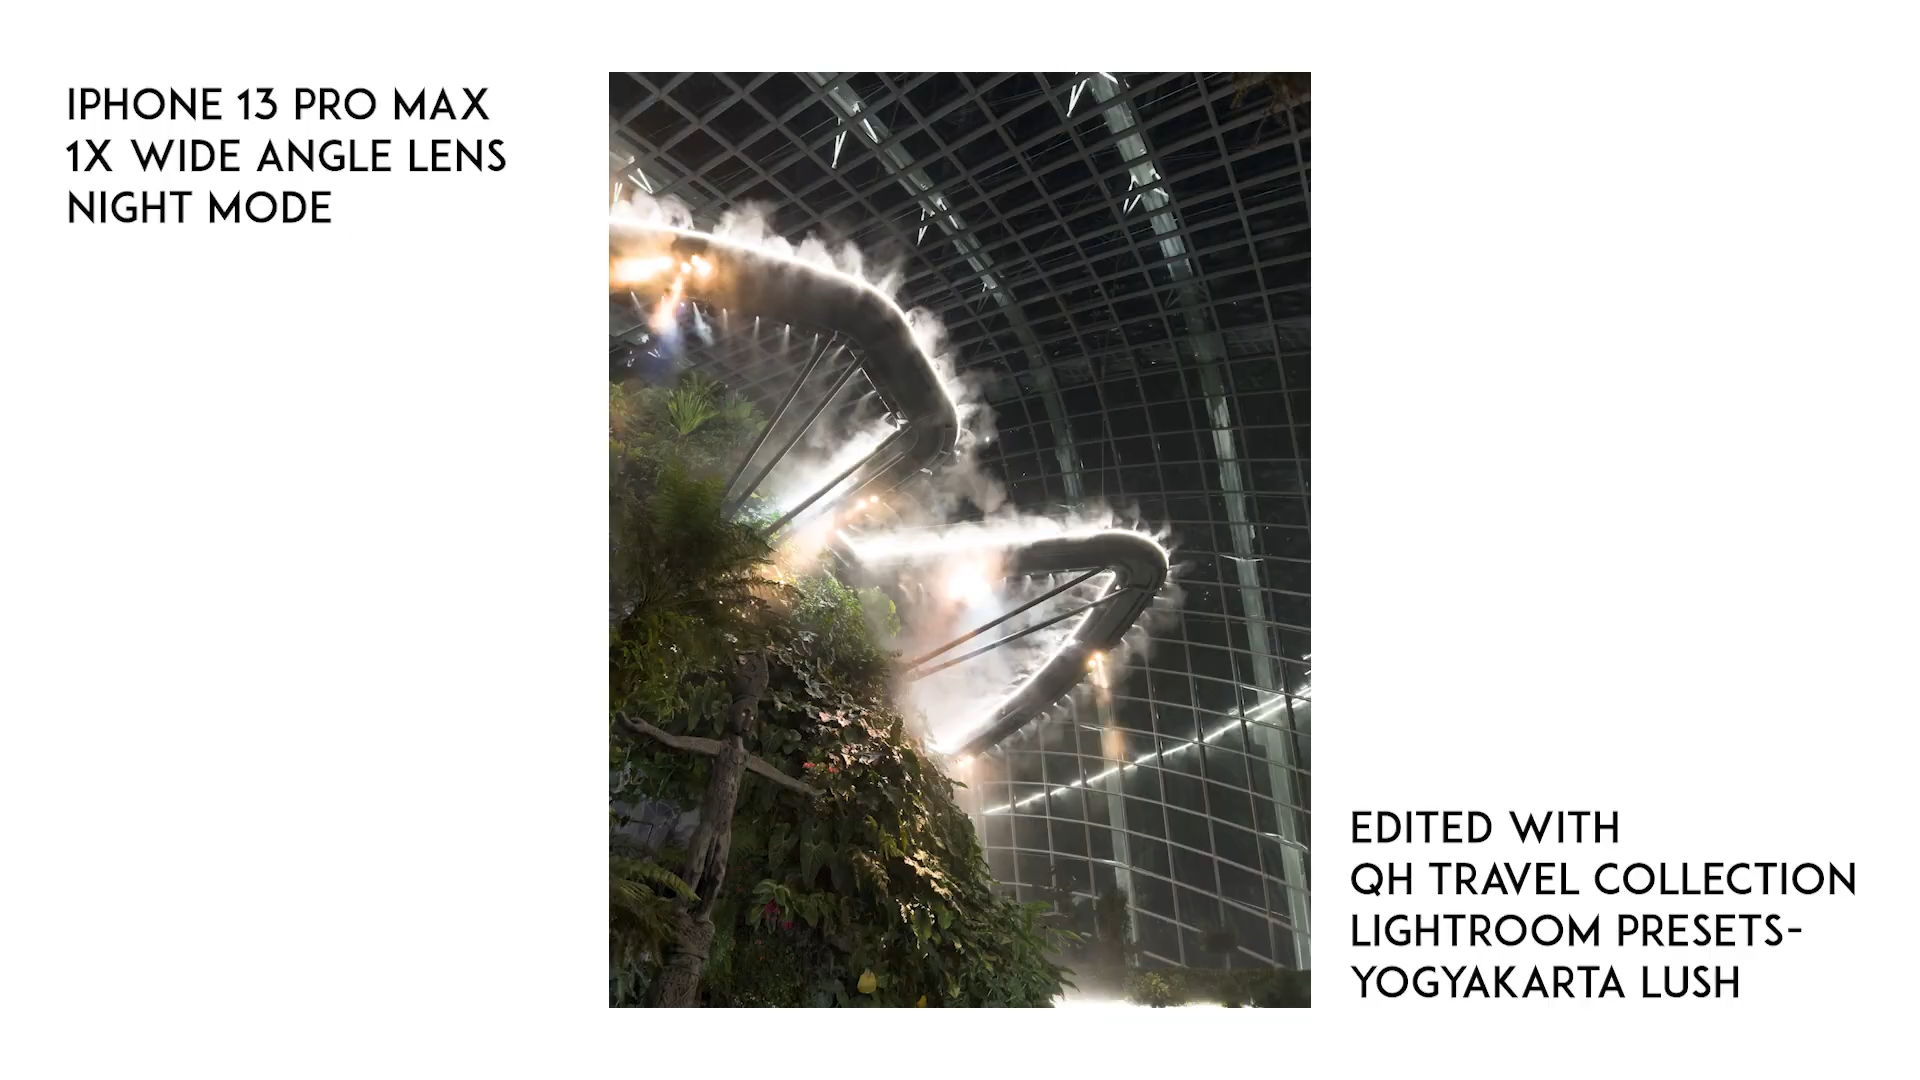 IPHONE 13 PRO MAX
1X WIDE ANGLE LENS
NIGHT MODE
EDITED WITH
QH TRAVEL COLLECTION
LIGHTROOM PRESETS-
YOGYAKARTA LUSH